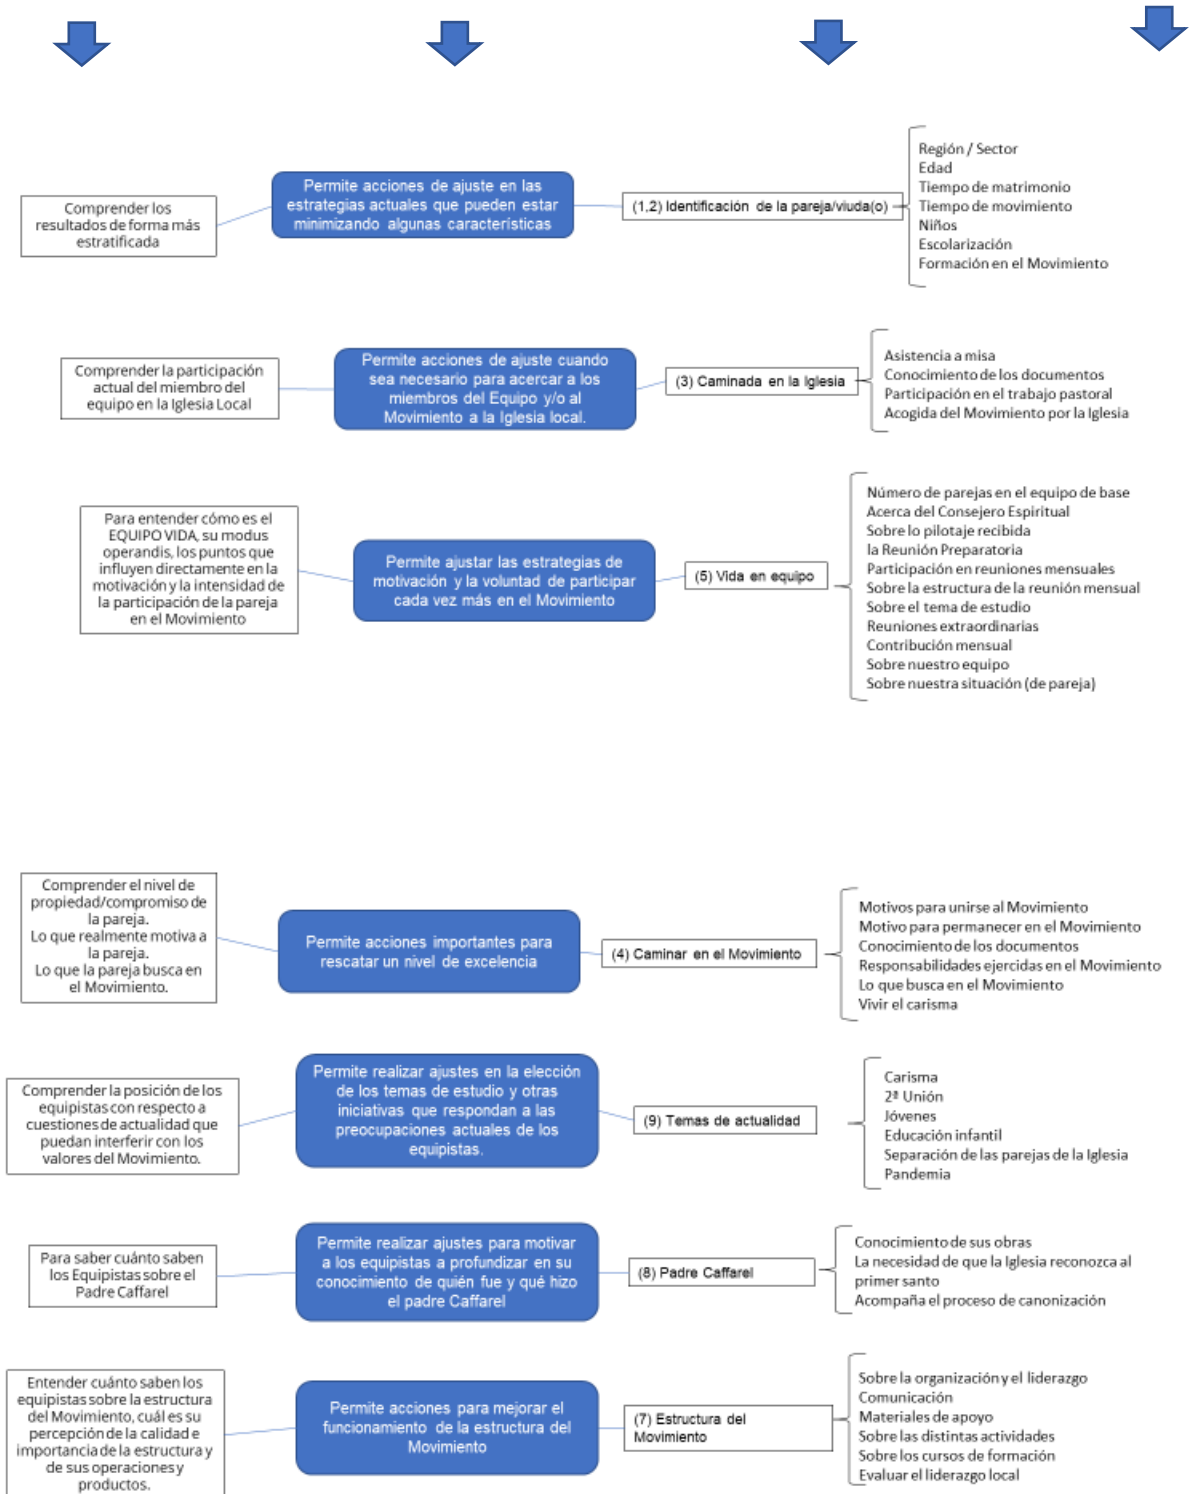 Comprender los
resultados de forma más
estratificada
Permite acciones de ajuste en las
estrategias actuales que pueden estar
minimizando algunas características
(1,2) Identificación de la pareja/viuda(o)
Región / Sector
Edad
Tiempo de matrimonio
Tiempo de movimiento
Niños
Escolarización
Formación en el Movimiento
Comprender la participación
actual del miembro del
equipo en la Iglesia Local
Permite acciones de ajuste cuando
sea necesario para acercar a los
miembros del Equipo y/o al
Movimiento a la Iglesia local.
(3) Caminada en la Iglesia
Asistencia a misa
Conocimiento de los documentos
Participación en el trabajo pastoral
Acogida del Movimiento por la Iglesia
Para entender cómo es el
EQUIPO VIDA, su modus
operandis, los puntos que
influyen directamente en la
motivación y la intensidad de
la participación de la pareja
en el Movimiento
Permite ajustar las estrategias de
motivación y la voluntad de participar
cada vez más en el Movimiento
(5) Vida en equipo
Número de parejas en el equipo de base
Acerca del Consejero Espiritual
Sobre lo pilotaje recibida
la Reunión Preparatoria
Participación en reuniones mensuales
Sobre la estructura de la reunión mensual
Sobre el tema de estudio
Reuniones extraordinarias
Contribución mensual
Sobre nuestro equipo
Sobre nuestra situación (de pareja)
Comprender el nivel de
propiedad/compromiso de
la pareja.
Lo que realmente motiva a
la pareja.
Lo que la pareja busca en
el Movimiento.
Permite acciones importantes para
rescatar un nivel de excelencia
(4) Caminar en el Movimiento
Motivos para unirse al Movimiento
Motivo para permanecer en el Movimiento
Conocimiento de los documentos
Responsabilidades ejercidas en el Movimiento
Lo que busca en el Movimiento
Vivir el carisma
Comprender la posición de los
equipistas con respecto a
cuestiones de actualidad que
puedan interferir con los
valores del Movimiento.
Permite realizar ajustes en la elección
de los temas de estudio y otras
iniciativas que respondan a las
preocupaciones actuales de los
equipistas.
(9) Temas de actualidad
Carisma
2ª Unión
Jóvenes
Educación infantil
Separación de las parejas de la Iglesia
Pandemia
Para saber cuánto saben
los Equipistas sobre el
Padre Caffarel
Permite realizar ajustes para motivar
a los equipistas a profundizar en su
conocimiento de quién fue y qué hizo
el padre Caffarel
(8) Padre Caffarel
Conocimiento de sus obras
La necesidad de que la Iglesia reconozca al
primer santo
Acompaña el proceso de canonización
Entender cuánto saben los
equipistas sobre la estructura
del Movimiento, cuál es su
percepción de la calidad e
importancia de la estructura y
de sus operaciones y
productos.
Permite acciones para mejorar el
funcionamiento de la estructura del
Movimiento
(7) Estructura del
Movimiento
Sobre la organización y el liderazgo
Comunicación
Materiales de apoyo
Sobre las distintas actividades
Sobre los cursos de formación
Evaluar el liderazgo local